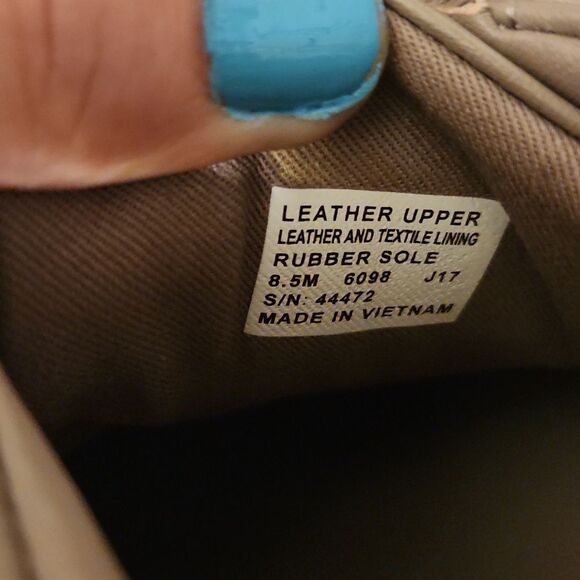 LEATHER UPPER
LEATHER AND TEXTILE LINING
RUBBER SOLE
8.5M 6098 J17
S/N: 44472
MADE IN VIETNAM